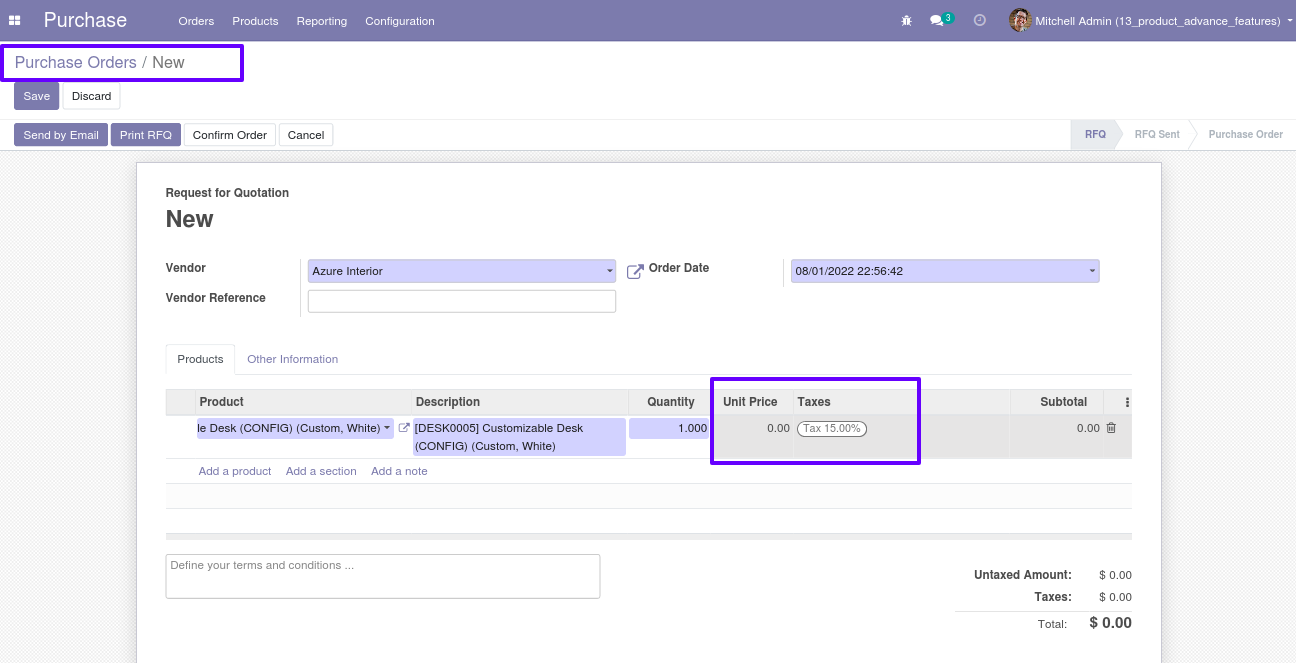 Purchase Orders Products Reporting Configuration 3 Mitchell Admin (13_product_advance_features)
Purchase Orders / New
Save Discard
Send by Email Print RFQ Confirm Order Cancel RFQ RFQ Sent Purchase Order
Request for Quotation
New
Vendor Azure Interior Order Date 08/01/2022 22:56:42
Vendor Reference
Products Other Information
Product Description Quantity Unit Price Taxes Subtotal
le Desk (CONFIG) (Custom, White) [DESK0005] Customizable Desk 1.000 0.00 Tax 15.00% 0.00
(CONFIG) (Custom, White)
Add a product Add a section Add a note
Define your terms and conditions ...
Untaxed Amount: $ 0.00
Taxes: $ 0.00
Total: $ 0.00